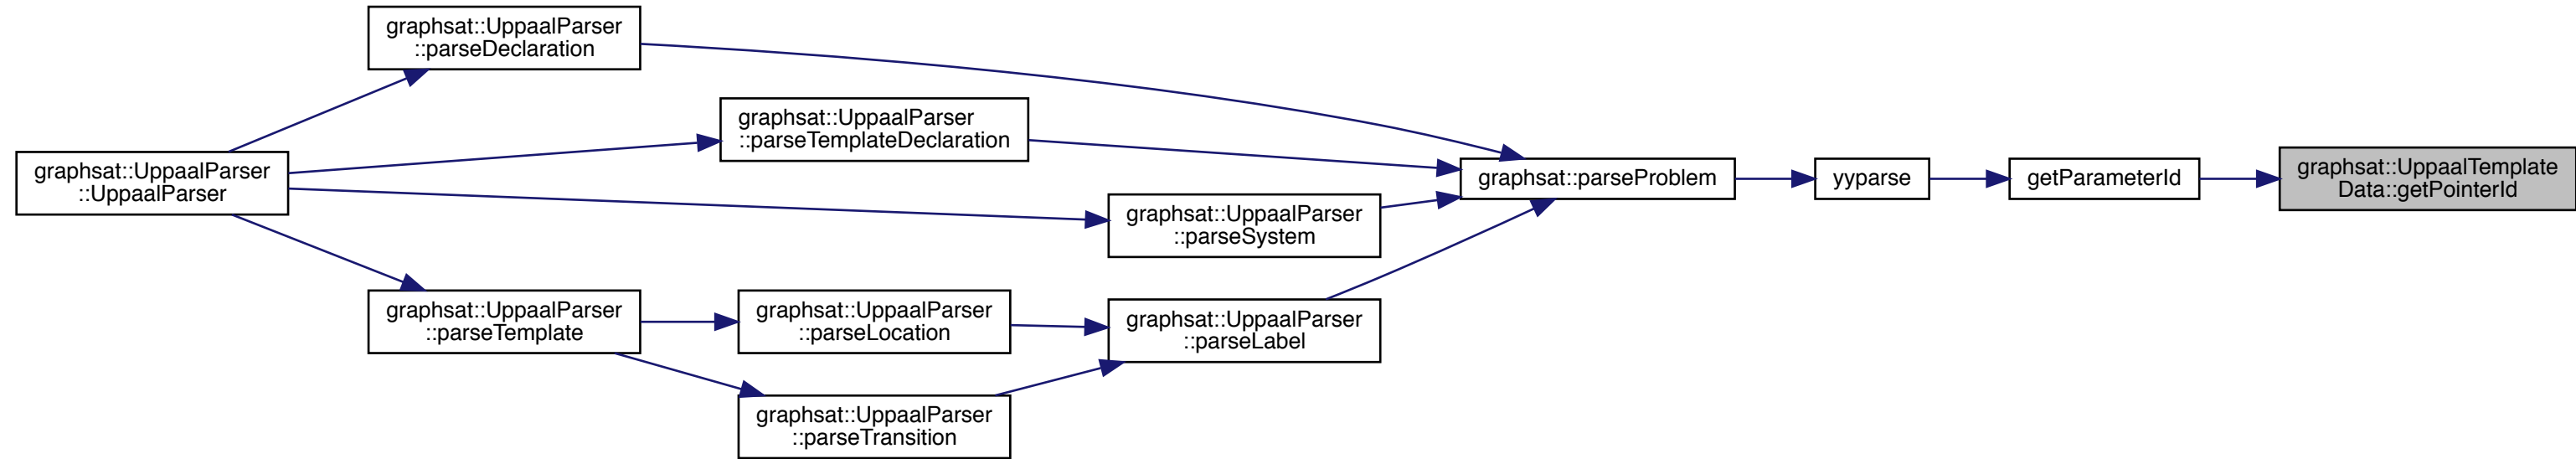 graphsat::UppaalParser
::parseDeclaration
graphsat::UppaalParser
::parseTemplateDeclaration
graphsat::UppaalParser
::UppaalParser
graphsat::parseProblem
yyparse
getParameterId
graphsat::UppaalTemplate
Data::getPointerId
graphsat::UppaalParser
::parseSystem
graphsat::UppaalParser
::parseTemplate
graphsat::UppaalParser
::parseLocation
graphsat::UppaalParser
::parseLabel
graphsat::UppaalParser
::parseTransition